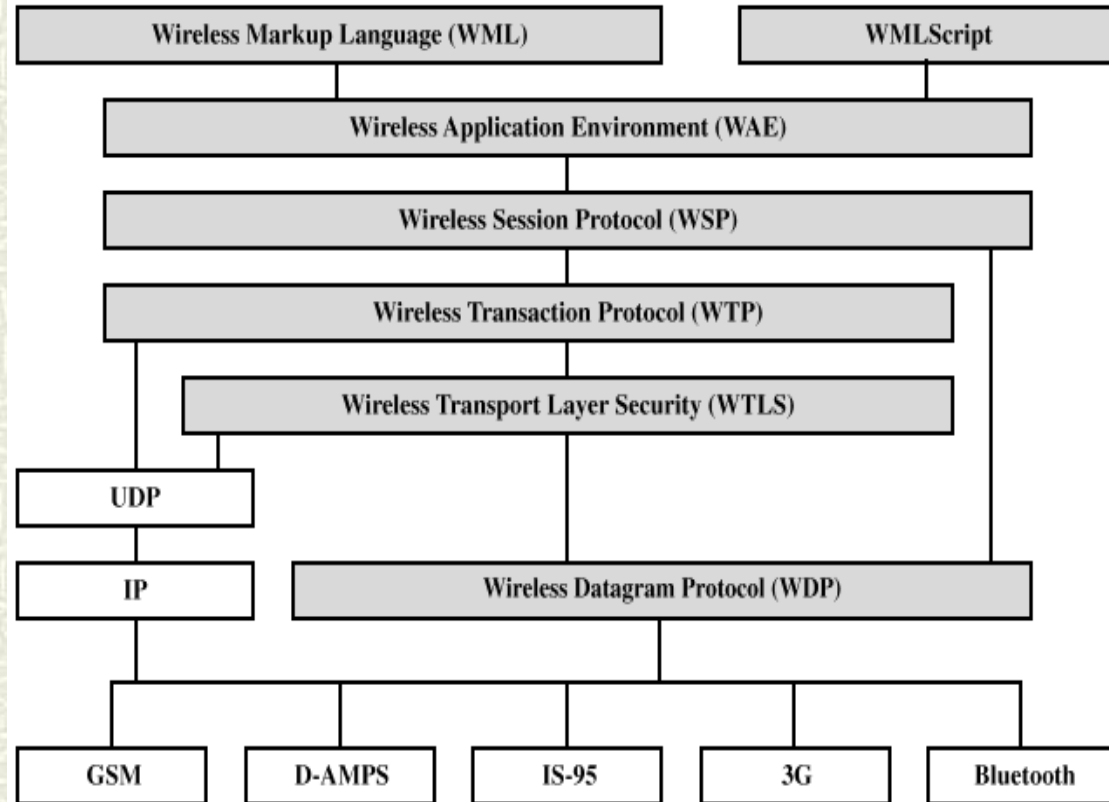 Wireless Markup Language (WML)
WMLScript
Wireless Application Environment (WAE)
Wireless Session Protocol (WSP)
Wireless Transaction Protocol (WTP)
Wireless Transport Layer Security (WTLS)
UDP
IP
Wireless Datagram Protocol (WDP)
GSM
D-AMPS
IS-95
3G
Bluetooth